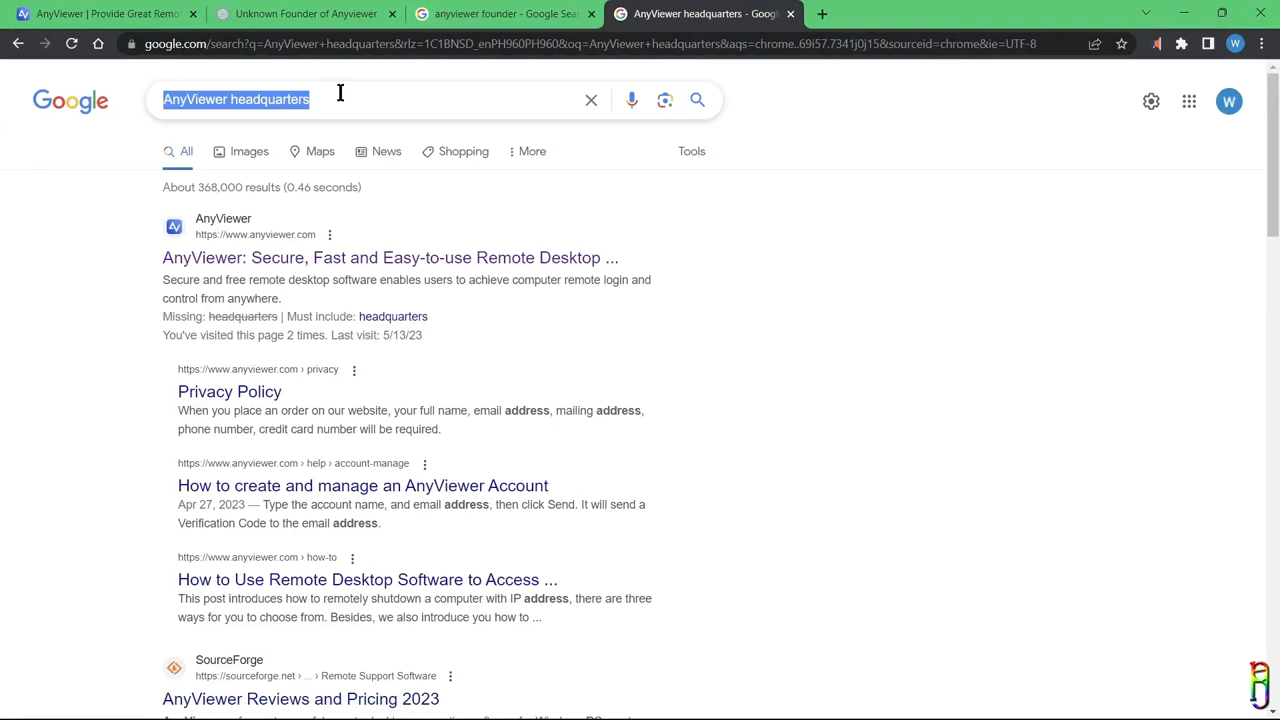 AnyViewer | Provide Great Remo
Unknown Founder of Anyviewer
anyviewer founder - Google Sea
AnyViewer headquarters - Goog
google.com/search?q=AnyViewer+headquarters&rlz=1C1BNSD_enPH960PH960&oq=AnyViewer+headquarters&aqs=chrome..69i57.7341j0j15&sourceid=chrome&ie=UTF-8
W
Google
AnyViewer headquarters
W
All Images Maps News Shopping More Tools
About 368,000 results (0.46 seconds)
AnyViewer
https://www.anyviewer.com
AnyViewer: Secure, Fast and Easy-to-use Remote Desktop ...
Secure and free remote desktop software enables users to achieve computer remote login and
control from anywhere.
Missing: headquarters | Must include: headquarters
You've visited this page 2 times. Last visit: 5/13/23
https://www.anyviewer.com › privacy
Privacy Policy
When you place an order on our website, your full name, email address, mailing address,
phone number, credit card number will be required.
https://www.anyviewer.com › help › account-manage
How to create and manage an AnyViewer Account
Apr 27, 2023 — Type the account name, and email address, then click Send. It will send a
Verification Code to the email address.
https://www.anyviewer.com › how-to
How to Use Remote Desktop Software to Access ...
This post introduces how to remotely shutdown a computer with IP address, there are three
ways for you to choose from. Besides, we also introduce you how to ...
SourceForge
https://sourceforge.net › ... › Remote Support Software
AnyViewer Reviews and Pricing 2023